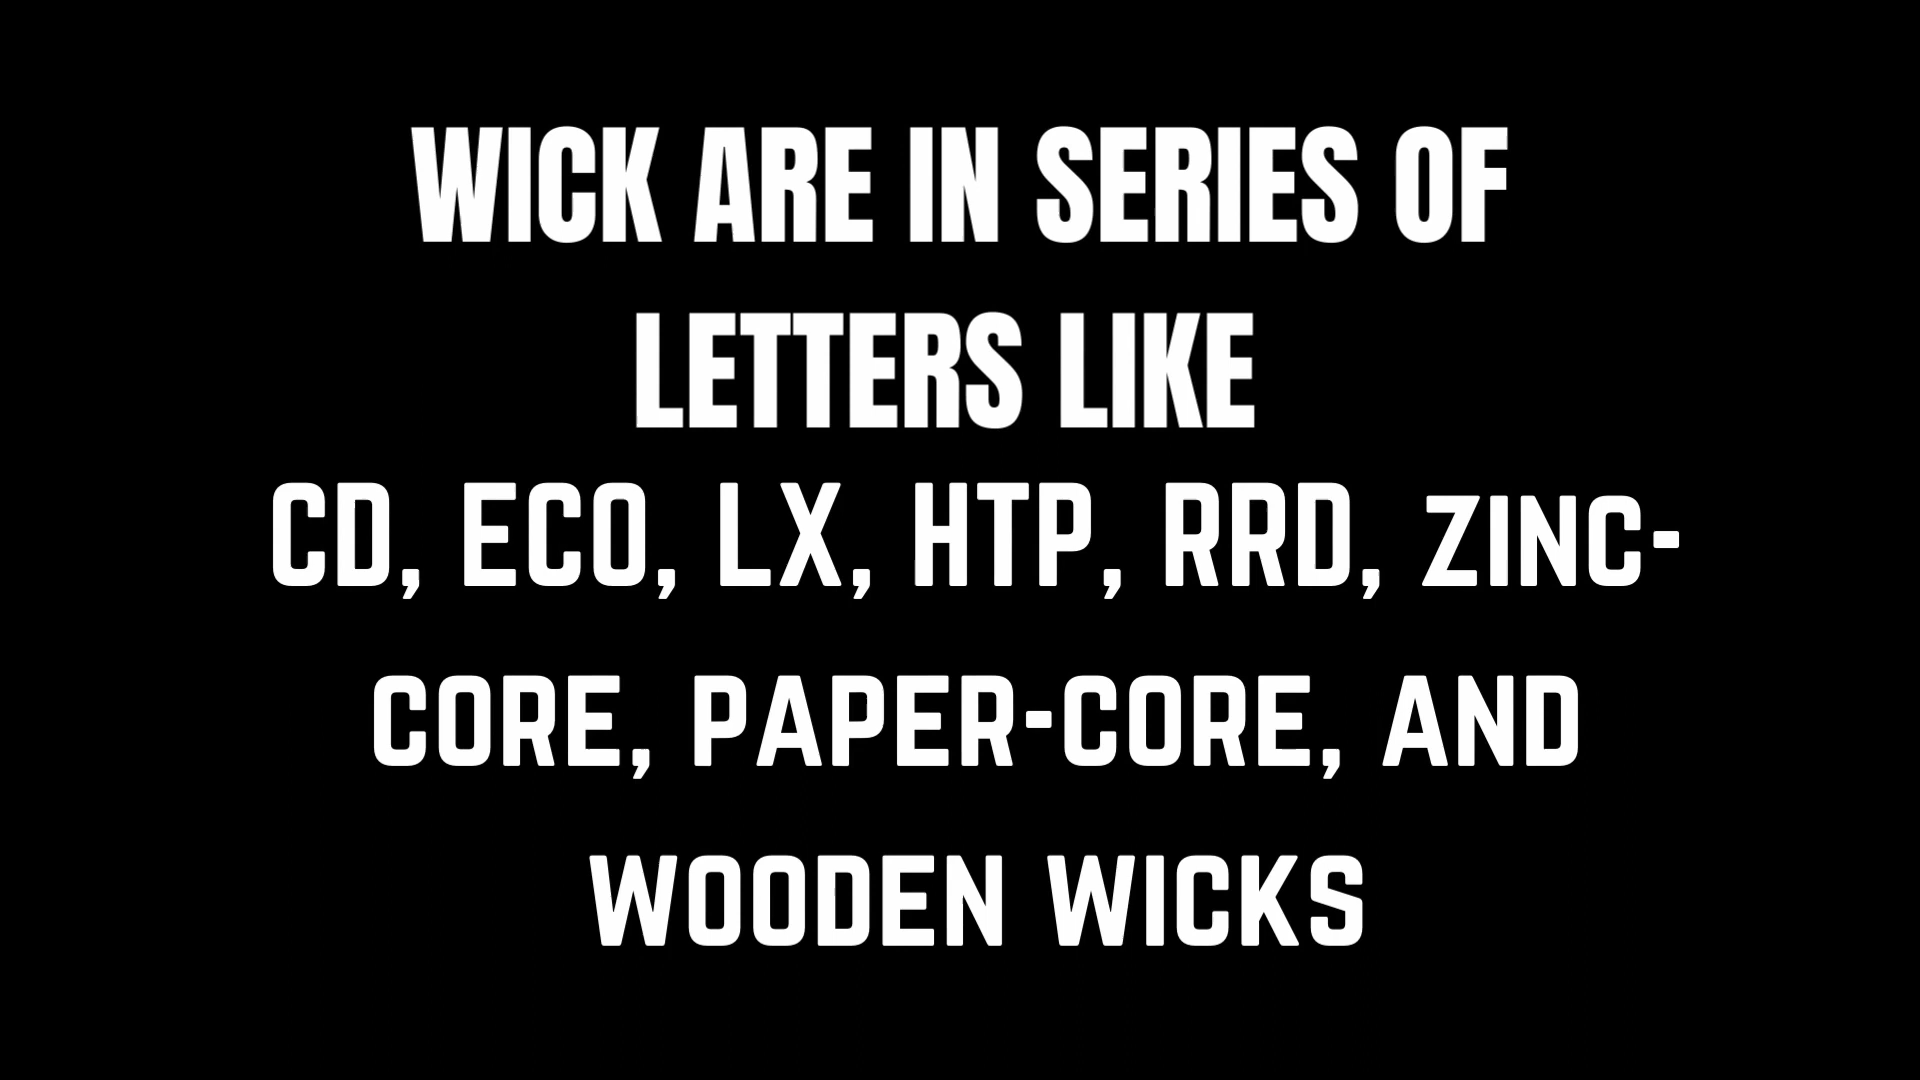 WICK ARE IN SERIES OF
LETTERS LIKE
CD, ECO, LX, HTP, RRD, ZINC-
CORE, PAPER-CORE, AND
WOODEN WICKS